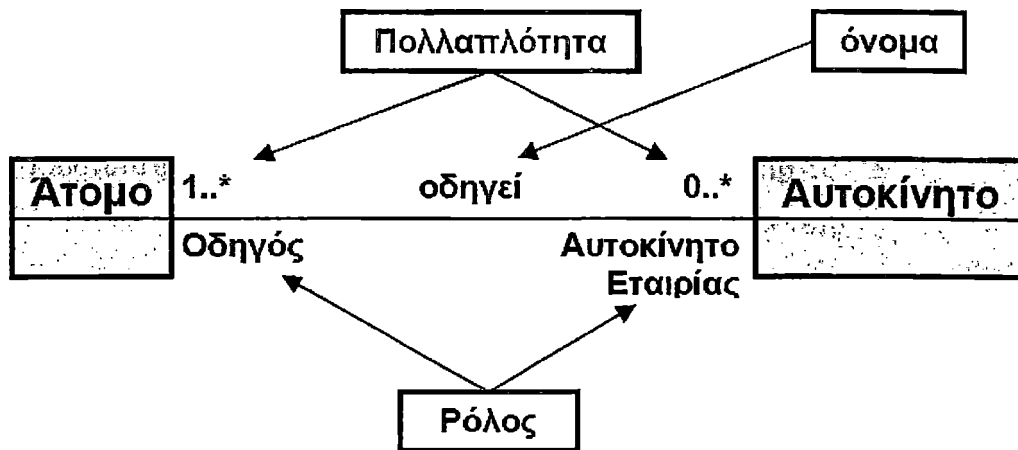 Πολλαπλότητα
όνομα
Άτομο
1..*
οδηγεί
0..*
Αυτοκίνητο
Οδηγός
Αυτοκίνητο
Εταιρίας
Ρόλος